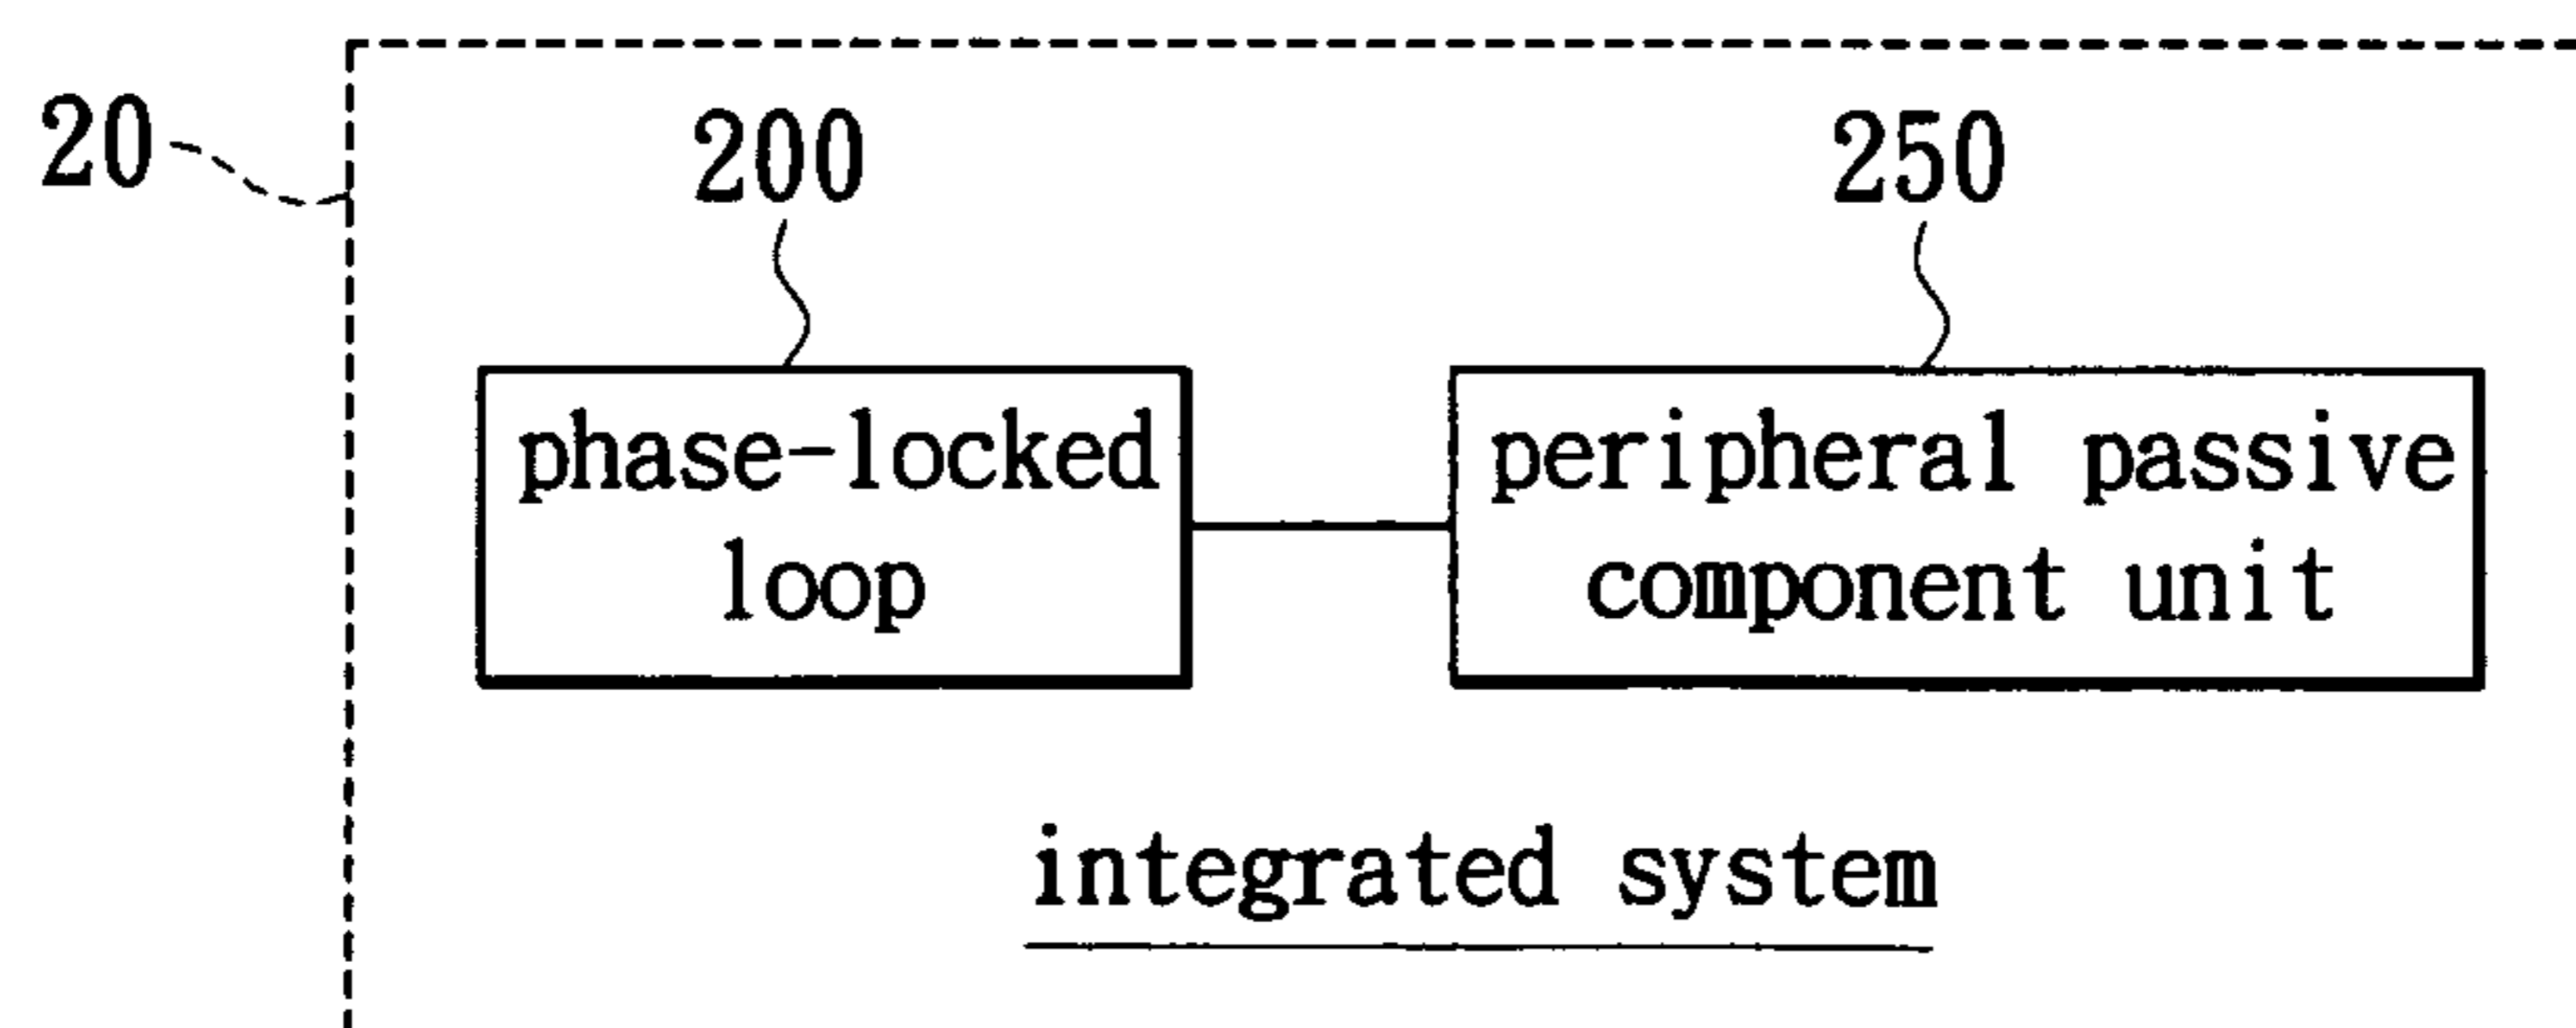 20
200
250
phase-locked
loop
peripheral passive
component unit
integrated system